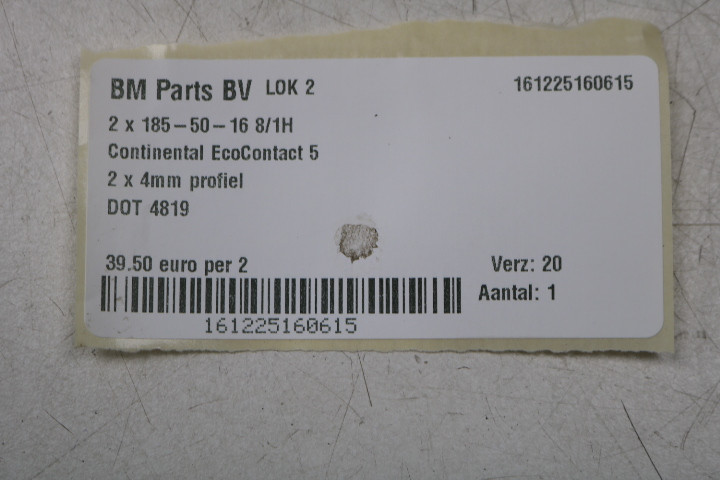 BM Parts BV LOK 2 161225160615
2 x 185-50-16 8/1H
Continental EcoContact 5
2 x 4mm profiel
DOT 4819
39.50 euro per 2 Verz: 20
Aantal: 1
161225160615